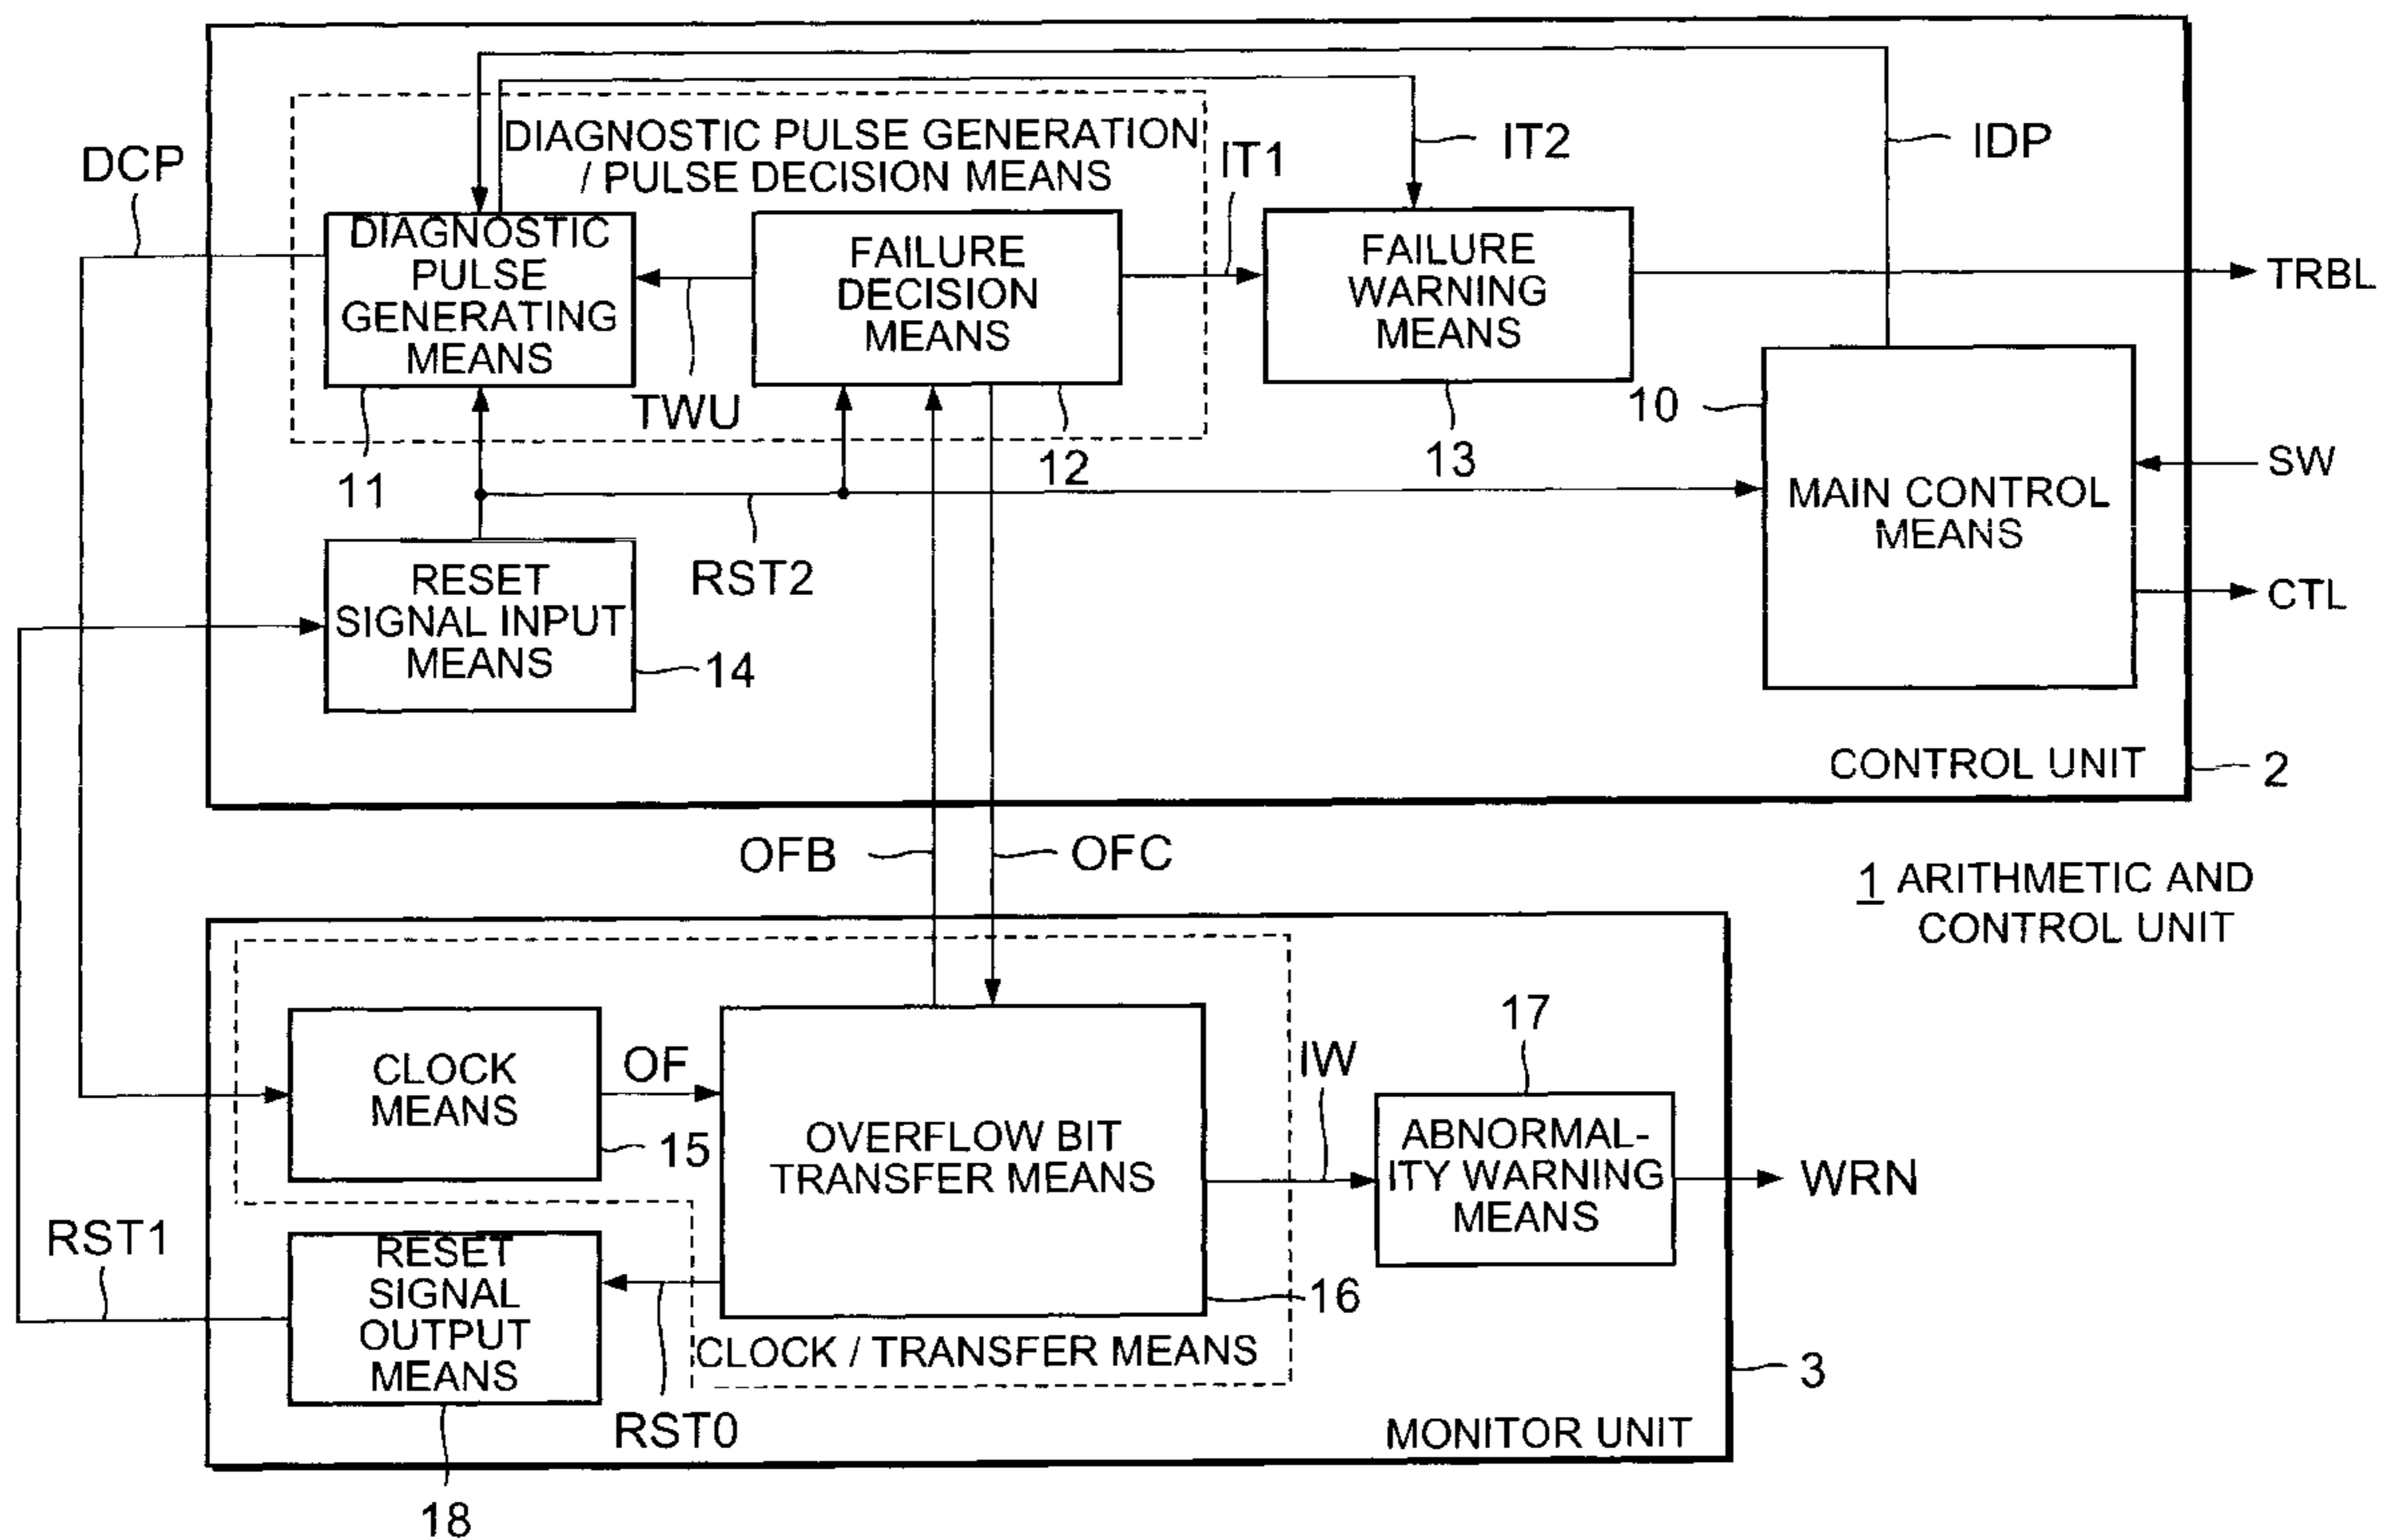 DIAGNOSTIC PULSE GENERATION
/ PULSE DECISION MEANS
DCP
IT1
IT2
IDP
DIAGNOSTIC
PULSE
GENERATING
MEANS
FAILURE
DECISION
MEANS
FAILURE
WARNING
MEANS
TRBL
TWU
11
12
13
10
SW
MAIN CONTROL
MEANS
CTL
RST2
RESET
SIGNAL INPUT
MEANS
14
CONTROL UNIT
2
OFB
OFC
1 ARITHMETIC AND
CONTROL UNIT
17
CLOCK
MEANS
OF
15
IW
OVERFLOW BIT
TRANSFER MEANS
ABNORMAL-
ITY WARNING
MEANS
WRN
RST1
RESET
SIGNAL
OUTPUT
MEANS
16
CLOCK / TRANSFER MEANS
3
RST0
MONITOR UNIT
18